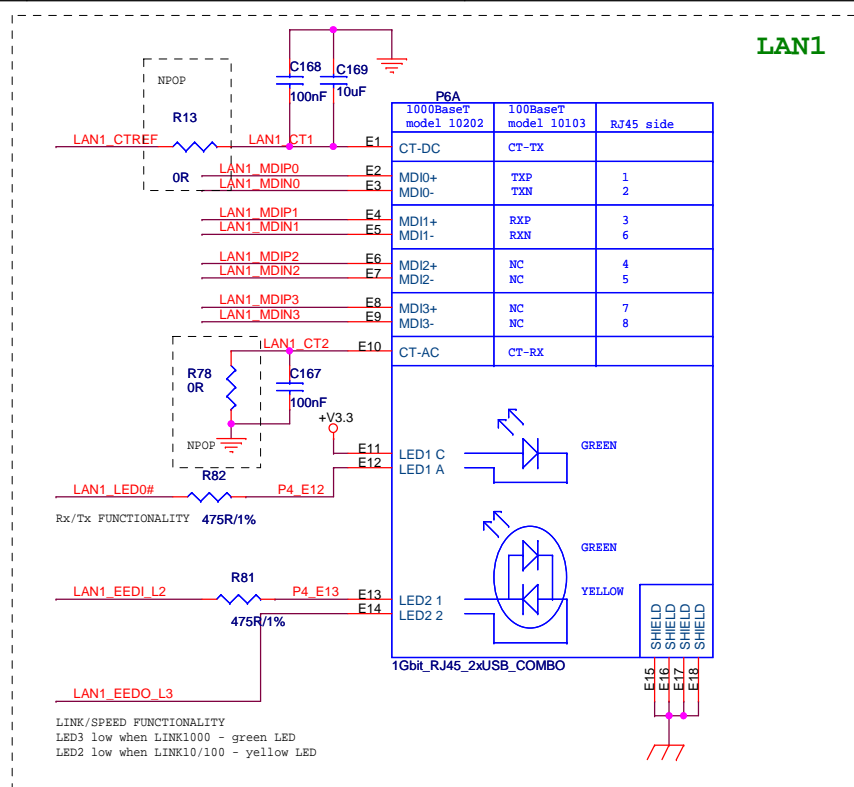 LAN1
NPOP
C168
C169
100nF
10uF
P6A
1000BaseT
model 10202
100BaseT
model 10103
RJ45 side
R13
LAN1_CTREF
LAN1_CT1
E1
CT-DC
CT-TX
0R
LAN1_MDIP0
E2
MDI0+
TXP
1
LAN1_MDIN0
E3
MDI0-
TXN
2
LAN1_MDIP1
E4
MDI1+
RXP
3
LAN1_MDIN1
E5
MDI1-
RXN
6
LAN1_MDIP2
E6
MDI2+
NC
4
LAN1_MDIN2
E7
MDI2-
NC
5
LAN1_MDIP3
E8
MDI3+
NC
7
LAN1_MDIN3
E9
MDI3-
NC
8
LAN1_CT2
E10
CT-AC
CT-RX
R78
0R
C167
100nF
NPOP
+V3.3
E11
LED1 C
GREEN
E12
LED1 A
R82
LAN1_LED0#
P4_E12
Rx/Tx FUNCTIONALITY
475R/1%
GREEN
R81
LAN1_EEDI_L2
P4_E13
E13
LED2 1
YELLOW
E14
LED2 2
475R/1%
SHIELD
SHIELD
SHIELD
SHIELD
1Gbit_RJ45_2xUSB_COMBO
E15
E16
E17
E18
LAN1_EEDO_L3
LINK/SPEED FUNCTIONALITY
LED3 low when LINK1000 - green LED
LED2 low when LINK10/100 - yellow LED